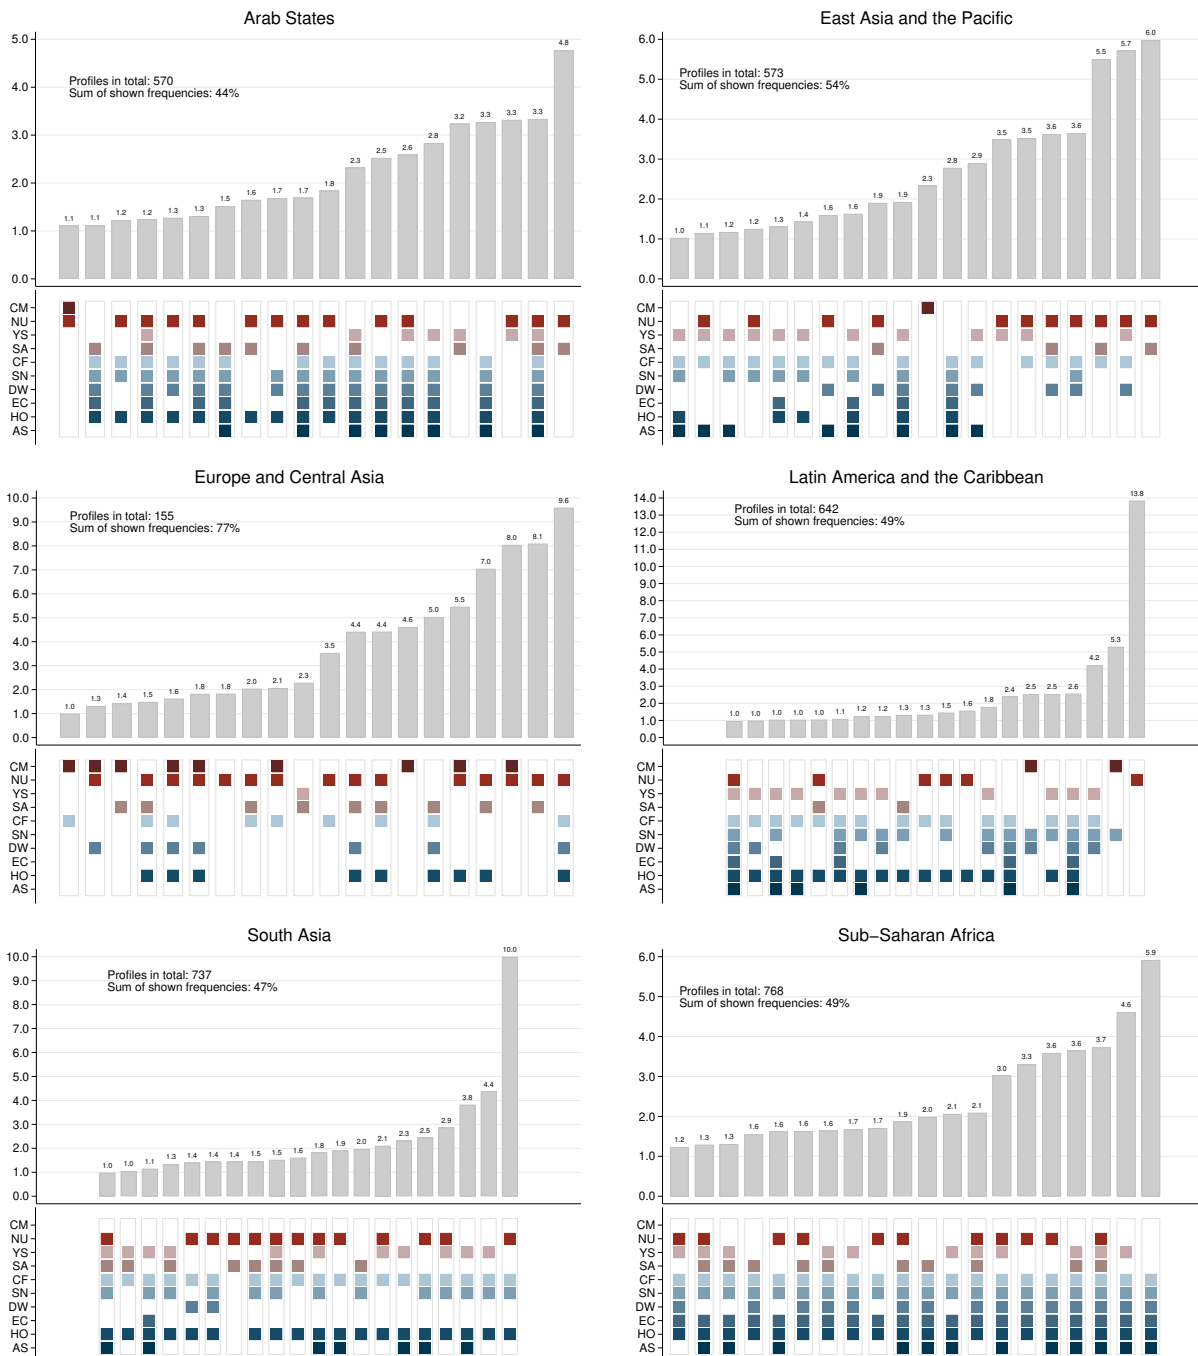 Arab States
Profiles in total: 570
Sum of shown frequencies: 44%
5.0
4.0
3.0
2.0
1.0
0.0
1.1 1.1 1.2 1.2 1.3 1.3 1.5 1.6 1.7 1.7 1.8 2.3 2.5 2.6 2.8 3.2 3.3 3.3 3.3 4.8
CM
NU
YS
SA
CF
SN
DW
EC
HO
AS
East Asia and the Pacific
Profiles in total: 573
Sum of shown frequencies: 54%
6.0
5.0
4.0
3.0
2.0
1.0
0.0
1.0 1.1 1.2 1.2 1.3 1.4 1.6 1.6 1.9 1.9 2.3 2.8 2.9 3.5 3.5 3.6 3.6 5.5 5.7 6.0
CM
NU
YS
SA
CF
SN
DW
EC
HO
AS
Europe and Central Asia
Profiles in total: 155
Sum of shown frequencies: 77%
10.0
9.0
8.0
7.0
6.0
5.0
4.0
3.0
2.0
1.0
0.0
1.0 1.3 1.4 1.5 1.6 1.8 1.8 2.0 2.1 2.3 3.5 4.4 4.4 4.6 5.0 5.5 7.0 8.0 8.1 9.6
CM
NU
YS
SA
CF
SN
DW
EC
HO
AS
Latin America and the Caribbean
Profiles in total: 642
Sum of shown frequencies: 49%
14.0
13.0
12.0
11.0
10.0
9.0
8.0
7.0
6.0
5.0
4.0
3.0
2.0
1.0
0.0
1.0 1.0 1.0 1.0 1.0 1.1 1.2 1.2 1.3 1.3 1.5 1.6 1.8 2.4 2.5 2.5 2.6 4.2 5.3 13.8
CM
NU
YS
SA
CF
SN
DW
EC
HO
AS
South Asia
Profiles in total: 737
Sum of shown frequencies: 47%
10.0
9.0
8.0
7.0
6.0
5.0
4.0
3.0
2.0
1.0
0.0
1.0 1.0 1.1 1.3 1.4 1.4 1.4 1.5 1.5 1.6 1.8 1.9 2.0 2.1 2.3 2.5 2.9 3.8 4.4 10.0
CM
NU
YS
SA
CF
SN
DW
EC
HO
AS
Sub−Saharan Africa
Profiles in total: 768
Sum of shown frequencies: 49%
6.0
5.0
4.0
3.0
2.0
1.0
0.0
1.2 1.3 1.3 1.6 1.6 1.6 1.6 1.7 1.7 1.9 2.0 2.1 2.1 3.0 3.3 3.6 3.6 3.7 4.6 5.9
CM
NU
YS
SA
CF
SN
DW
EC
HO
AS